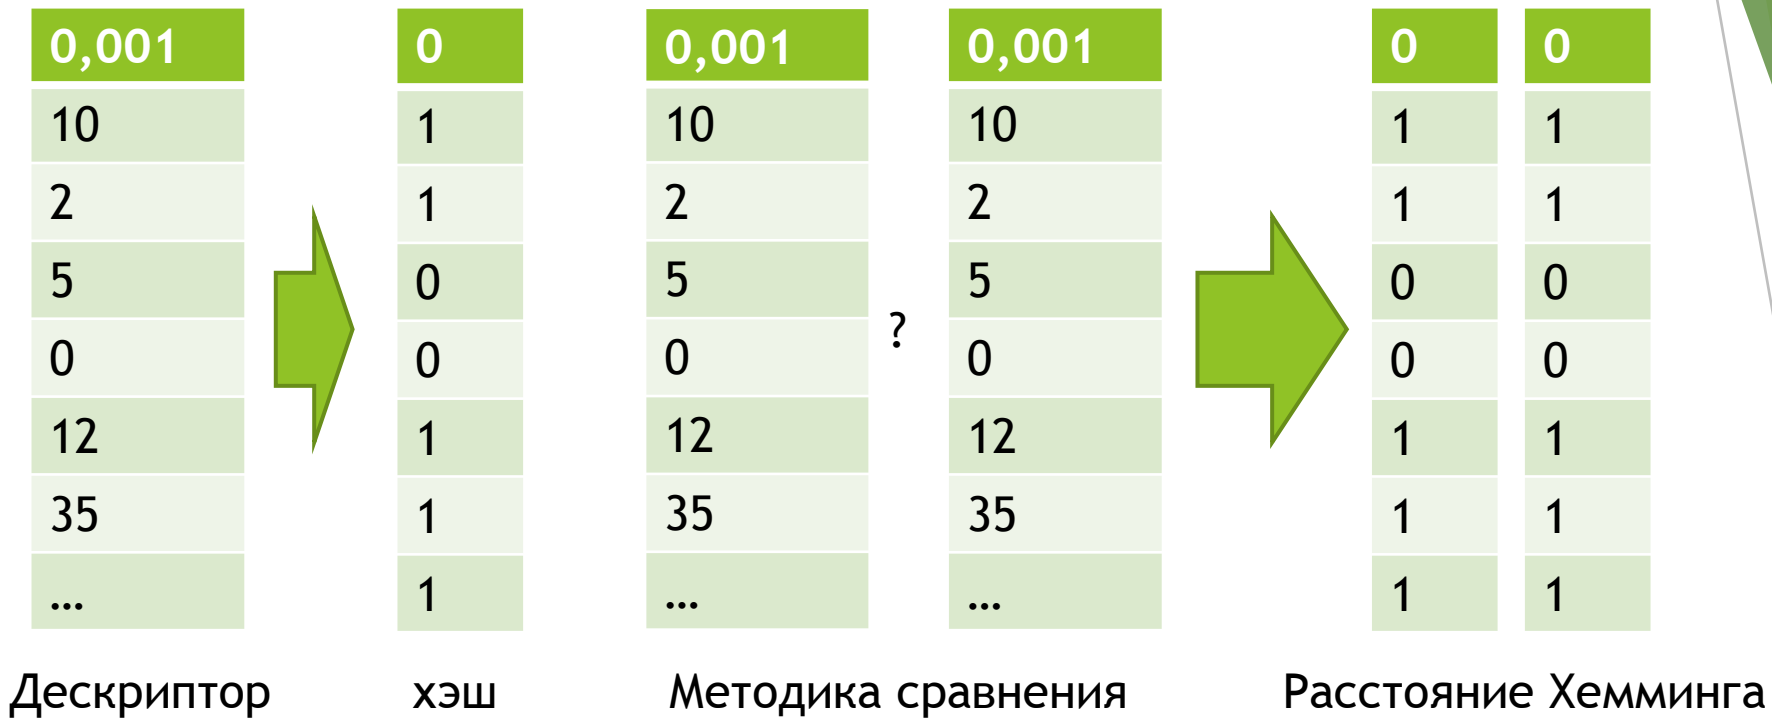 0,001 0 0,001 0,001 0 0
10 1 10 10 1 1
2 1 2 2 1 1
5 0 5 5 0 0
0 0 0 ? 0 0 0
12 1 12 12 1 1
35 1 35 35 1 1
... 1 ... ... 1 1
Дескриптор хэш Методика сравнения Расстояние Хемминга